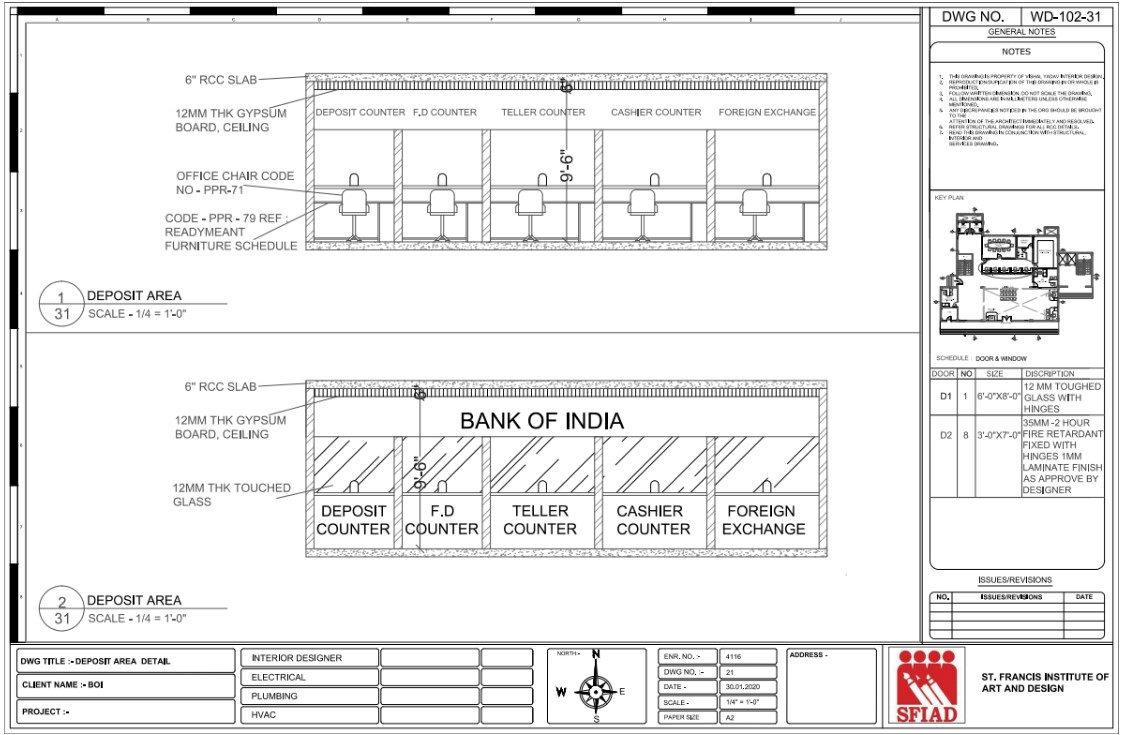 DWG NO. WD-102-31
GENERAL NOTES
NOTES
1. THIS DRAWING IS PROPERTY OF VISHAL YADAV INTERIOR DESIGN
2. REPRODUCTION/DUPICATION OF THIS DRAWING IN OR WHOLE IS
PROHIBITED.
3. FOLLOW WRITTEN DIMENSION. DO NOT SCALE THE DRAWING.
4. ALL DIMENSIONS ARE IN MILLIMETERS UNLESS OTHERWISE
MENTIONED.
5. ANY DISCREPANCIES NOTICED IN THE DRG SHOULD BE BROUGHT
TO THE
ATTENTION OF THE ARCHITECT IMMEDIATELY AND RESOLVED.
6. REFER STRUCTURAL DRAWINGS FOR ALL RCC DETAILS.
7. READ THIS DRAWING IN CONJUNCTION WITH STRUCTURAL,
INTERIOR AND
SERVICES DRAWING.
6" RCC SLAB
12MM THK GYPSUM
BOARD, CEILING
OFFICE CHAIR CODE
NO - PPR-71
CODE - PPR - 79 REF :
READYMEANT
FURNITURE SCHEDULE
DEPOSIT COUNTER F,D COUNTER TELLER COUNTER CASHIER COUNTER FOREIGN EXCHANGE
6"
9'-6"
1
31
DEPOSIT AREA
SCALE - 1/4 = 1'-0"
KEY PLAN
6" RCC SLAB
12MM THK GYPSUM
BOARD, CEILING
12MM THK TOUCHED
GLASS
6"
9'-6"
BANK OF INDIA
DEPOSIT
COUNTER
F.D
COUNTER
TELLER
COUNTER
CASHIER
COUNTER
FOREIGN
EXCHANGE
2
31
DEPOSIT AREA
SCALE - 1/4 = 1'-0"
SCHEDULE : DOOR & WINDOW
DOOR NO SIZE DISCRIPTION
D1 1 6'-0"X8'-0" 12 MM TOUGHED
GLASS WITH
HINGES
D2 8 3'-0"X7'-0" 35MM -2 HOUR
FIRE RETARDANT
FIXED WITH
HINGES 1MM
LAMINATE FINISH
AS APPROVE BY
DESIGNER
ISSUES/REVISIONS
NO. ISSUES/REVISIONS DATE
DWG TITLE :- DEPOSIT AREA DETAIL
CLIENT NAME :- BOI
PROJECT :-
INTERIOR DESIGNER
ELECTRICAL
PLUMBING
HVAC
NORTH:-
N
W E
S
ENR. NO. :- 4116
DWG NO. :- 21
DATE - 30.01.2020
SCALE - 1/4" = 1'-0"
PAPER SIZE A2
ADDRESS -
SFIAD
ST. FRANCIS INSTITUTE OF
ART AND DESIGN